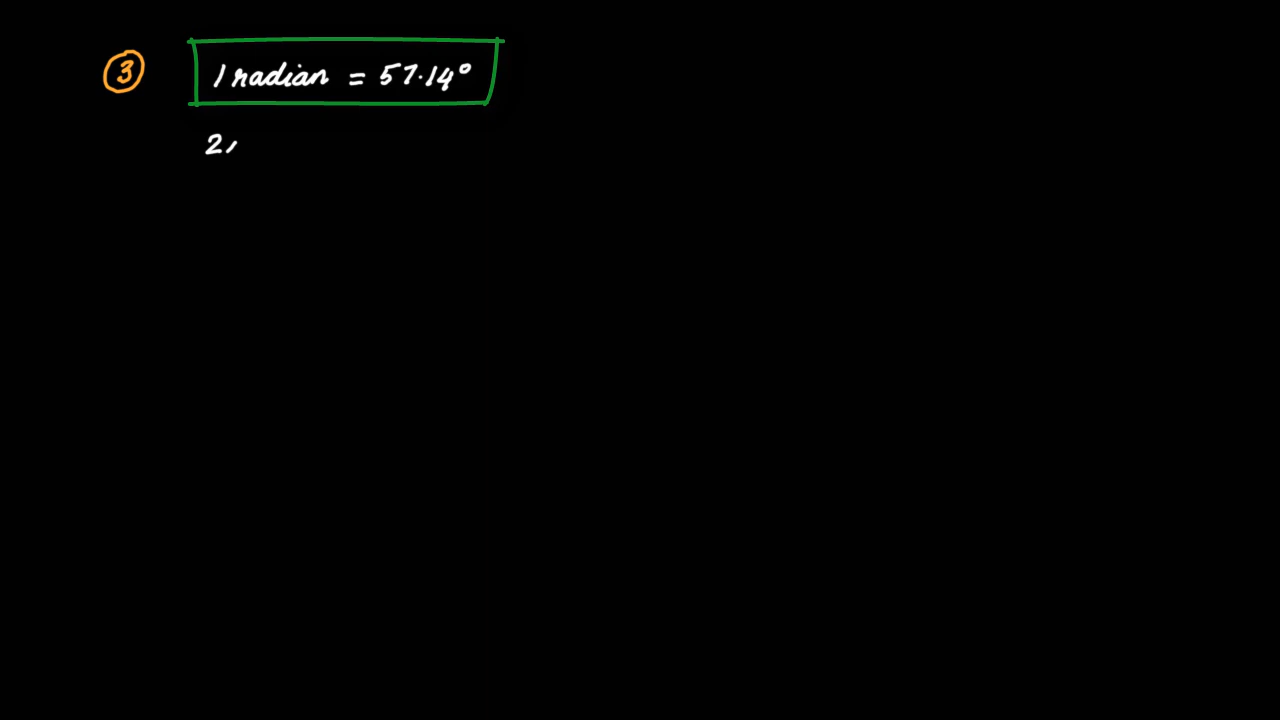 ③ 1 radian = 57.14°
2,